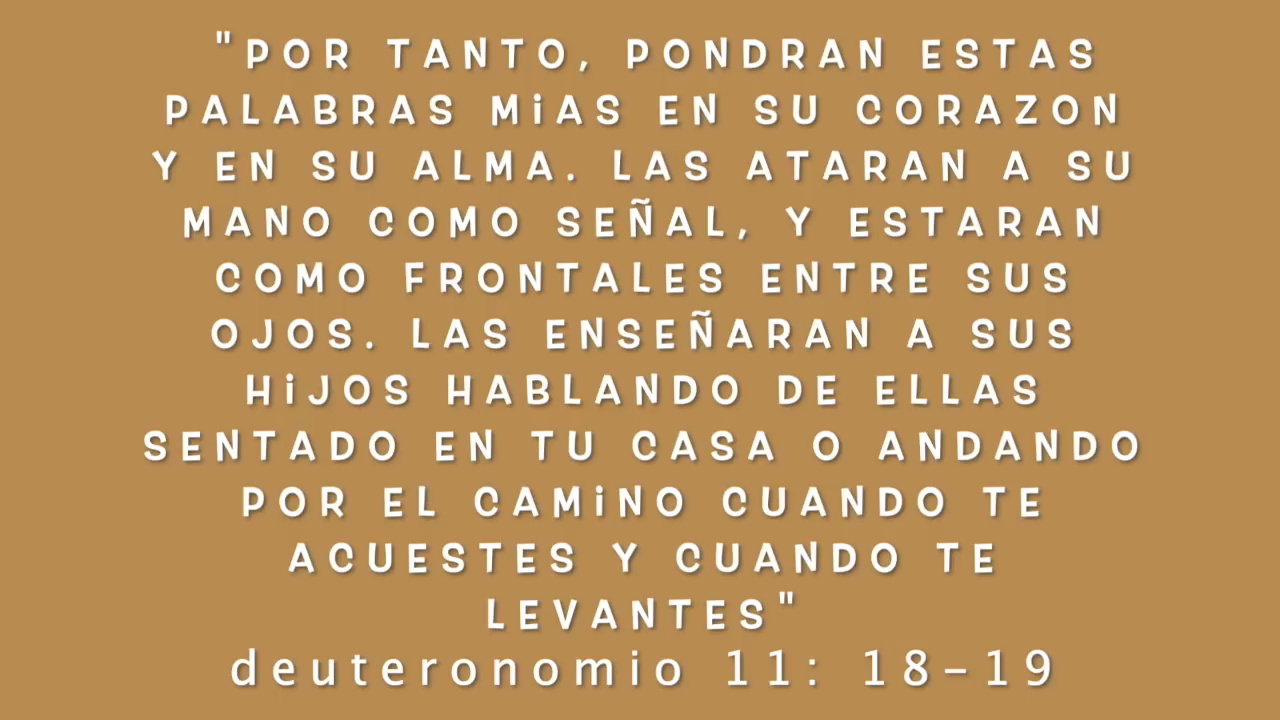 "POR TANTO, PONDRAN ESTAS
PALABRAS MiAS EN SU CORAZON
Y EN SU ALMA. LAS ATARAN A SU
MANO COMO SEÑAL, Y ESTARAN
COMO FRONTALES ENTRE SUS
OJOS. LAS ENSEÑARAN A SUS
HiJOS HABLANDO DE ELLAS
SENTADO EN TU CASA O ANDANDO
POR EL CAMiNO CUANDO TE
ACUESTES Y CUANDO TE
LEVANTES"
deuteronomio 11: 18-19